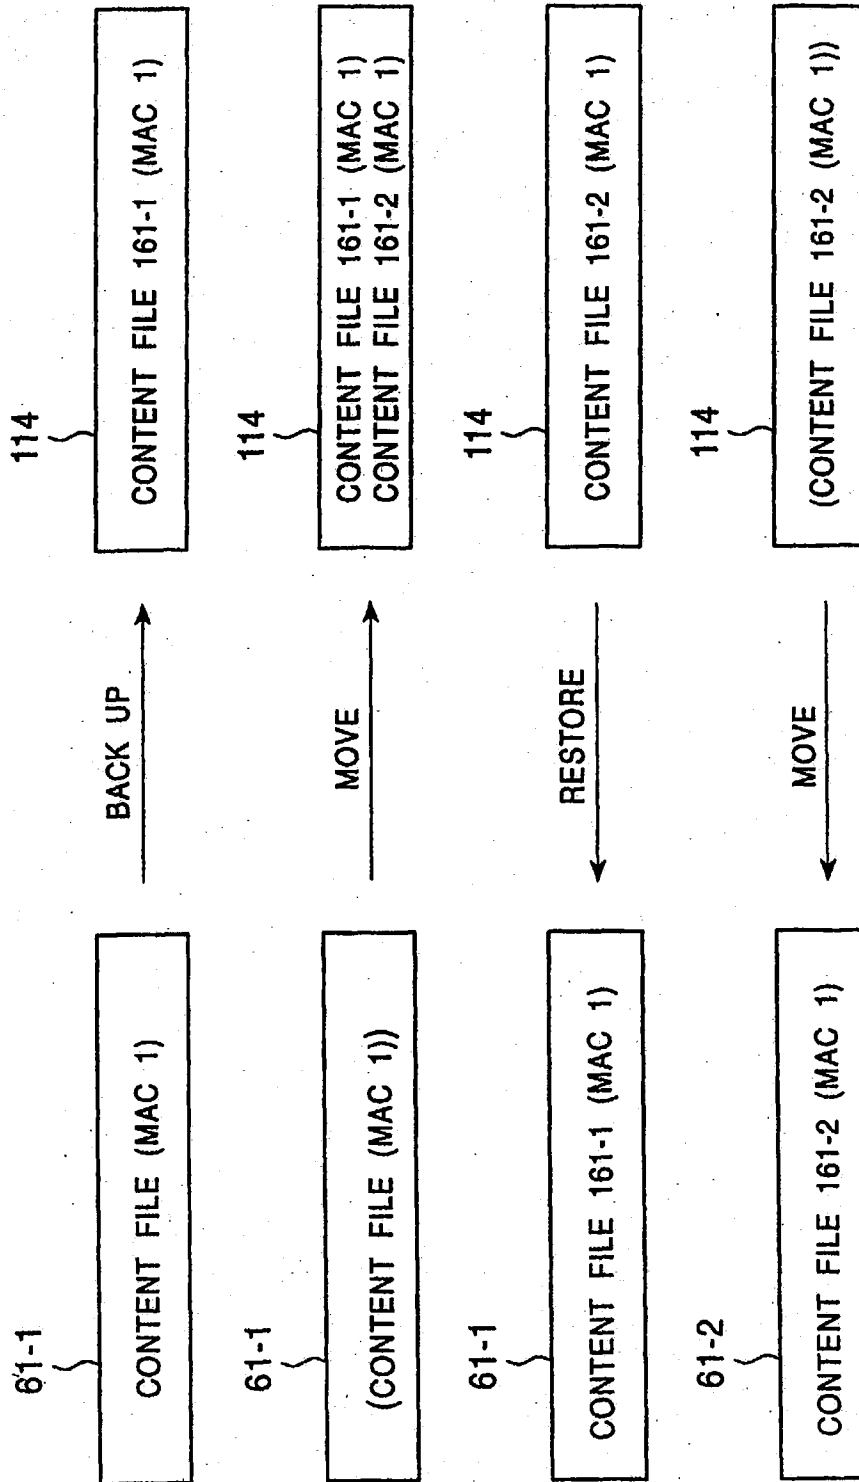 61-1
CONTENT FILE (MAC 1)
BACK UP
114
CONTENT FILE 161-1 (MAC 1)
61-1
(CONTENT FILE (MAC 1))
MOVE
114
CONTENT FILE 161-1 (MAC 1)
CONTENT FILE 161-2 (MAC 1)
61-1
CONTENT FILE 161-1 (MAC 1)
RESTORE
114
CONTENT FILE 161-2 (MAC 1)
61-2
CONTENT FILE 161-2 (MAC 1)
MOVE
114
(CONTENT FILE 161-2 (MAC 1))